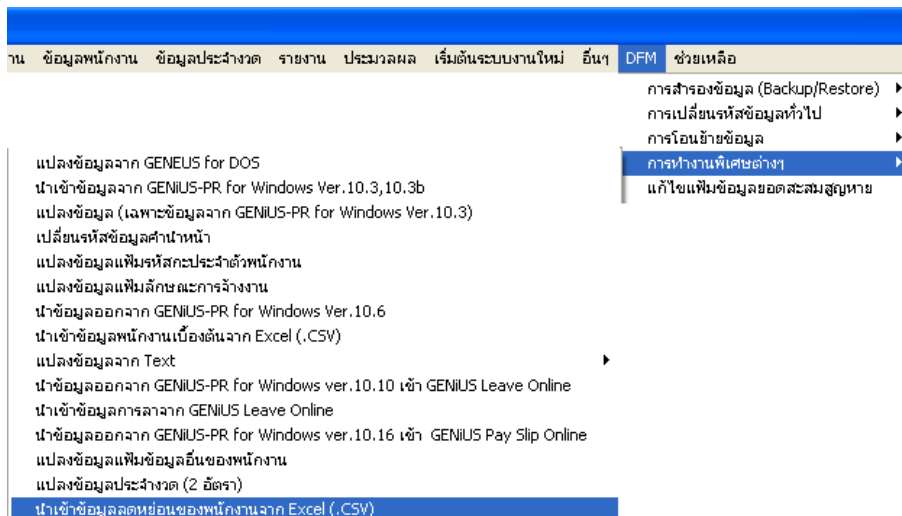 าน ข้อมูลพนักงาน ข้อมูลประจำงวด รายงาน ประมวลผล เริ่มต้นระบบงานใหม่ อื่นๆ DFM ช่วยเหลือ
การสำรองข้อมูล (Backup/Restore)
การเปลี่ยนรหัสข้อมูลทั่วไป
การโอนย้ายข้อมูล
การทำงานพิเศษต่างๆ
แก้ไขแฟ้มข้อมูลยอดสะสมสูญหาย
แปลงข้อมูลจาก GENEUS for DOS
นำเข้าข้อมูลจาก GENiUS-PR for Windows Ver.10.3,10.3b
แปลงข้อมูล (เฉพาะข้อมูลจาก GENiUS-PR for Windows Ver.10.3)
เปลี่ยนรหัสข้อมูลคำนำหน้า
แปลงข้อมูลแฟ้มรหัสกะประจำตัวพนักงาน
แปลงข้อมูลแฟ้มลักษณะการจ้างงาน
นำข้อมูลออกจาก GENiUS-PR for Windows Ver.10.6
นำเข้าข้อมูลพนักงานเบื้องต้นจาก Excel (.CSV)
แปลงข้อมูลจาก Text
นำข้อมูลออกจาก GENiUS-PR for Windows ver.10.10 เข้า GENiUS Leave Online
นำเข้าข้อมูลการลาจาก GENiUS Leave Online
นำข้อมูลออกจาก GENiUS-PR for Windows ver.10.16 เข้า GENiUS Pay Slip Online
แปลงข้อมูลแฟ้มข้อมูลอื่นของพนักงาน
แปลงข้อมูลประจำงวด (2 อัตรา)
นำเข้าข้อมูลลดหย่อนของพนักงานจาก Excel (.CSV)